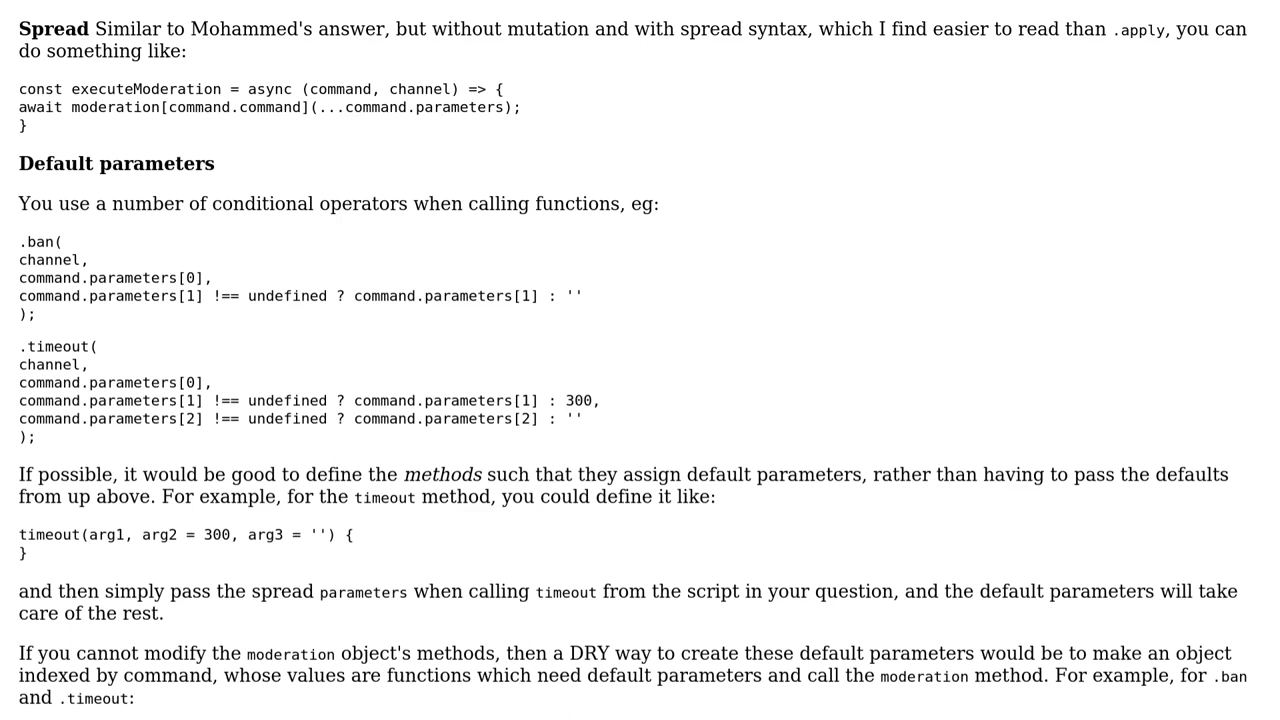 Spread Similar to Mohammed's answer, but without mutation and with spread syntax, which I find easier to read than .apply, you can
do something like:
const executeModeration = async (command, channel) => {
await moderation[command.command](...command.parameters);
}
Default parameters
You use a number of conditional operators when calling functions, eg:
.ban(
channel,
command.parameters[0],
command.parameters[1] !== undefined ? command.parameters[1] : ''
);
.timeout(
channel,
command.parameters[0],
command.parameters[1] !== undefined ? command.parameters[1] : 300,
command.parameters[2] !== undefined ? command.parameters[2] : ''
);
If possible, it would be good to define the methods such that they assign default parameters, rather than having to pass the defaults
from up above. For example, for the timeout method, you could define it like:
timeout(arg1, arg2 = 300, arg3 = '') {
}
and then simply pass the spread parameters when calling timeout from the script in your question, and the default parameters will take
care of the rest.
If you cannot modify the moderation object's methods, then a DRY way to create these default parameters would be to make an object
indexed by command, whose values are functions which need default parameters and call the moderation method. For example, for .ban
and .timeout: